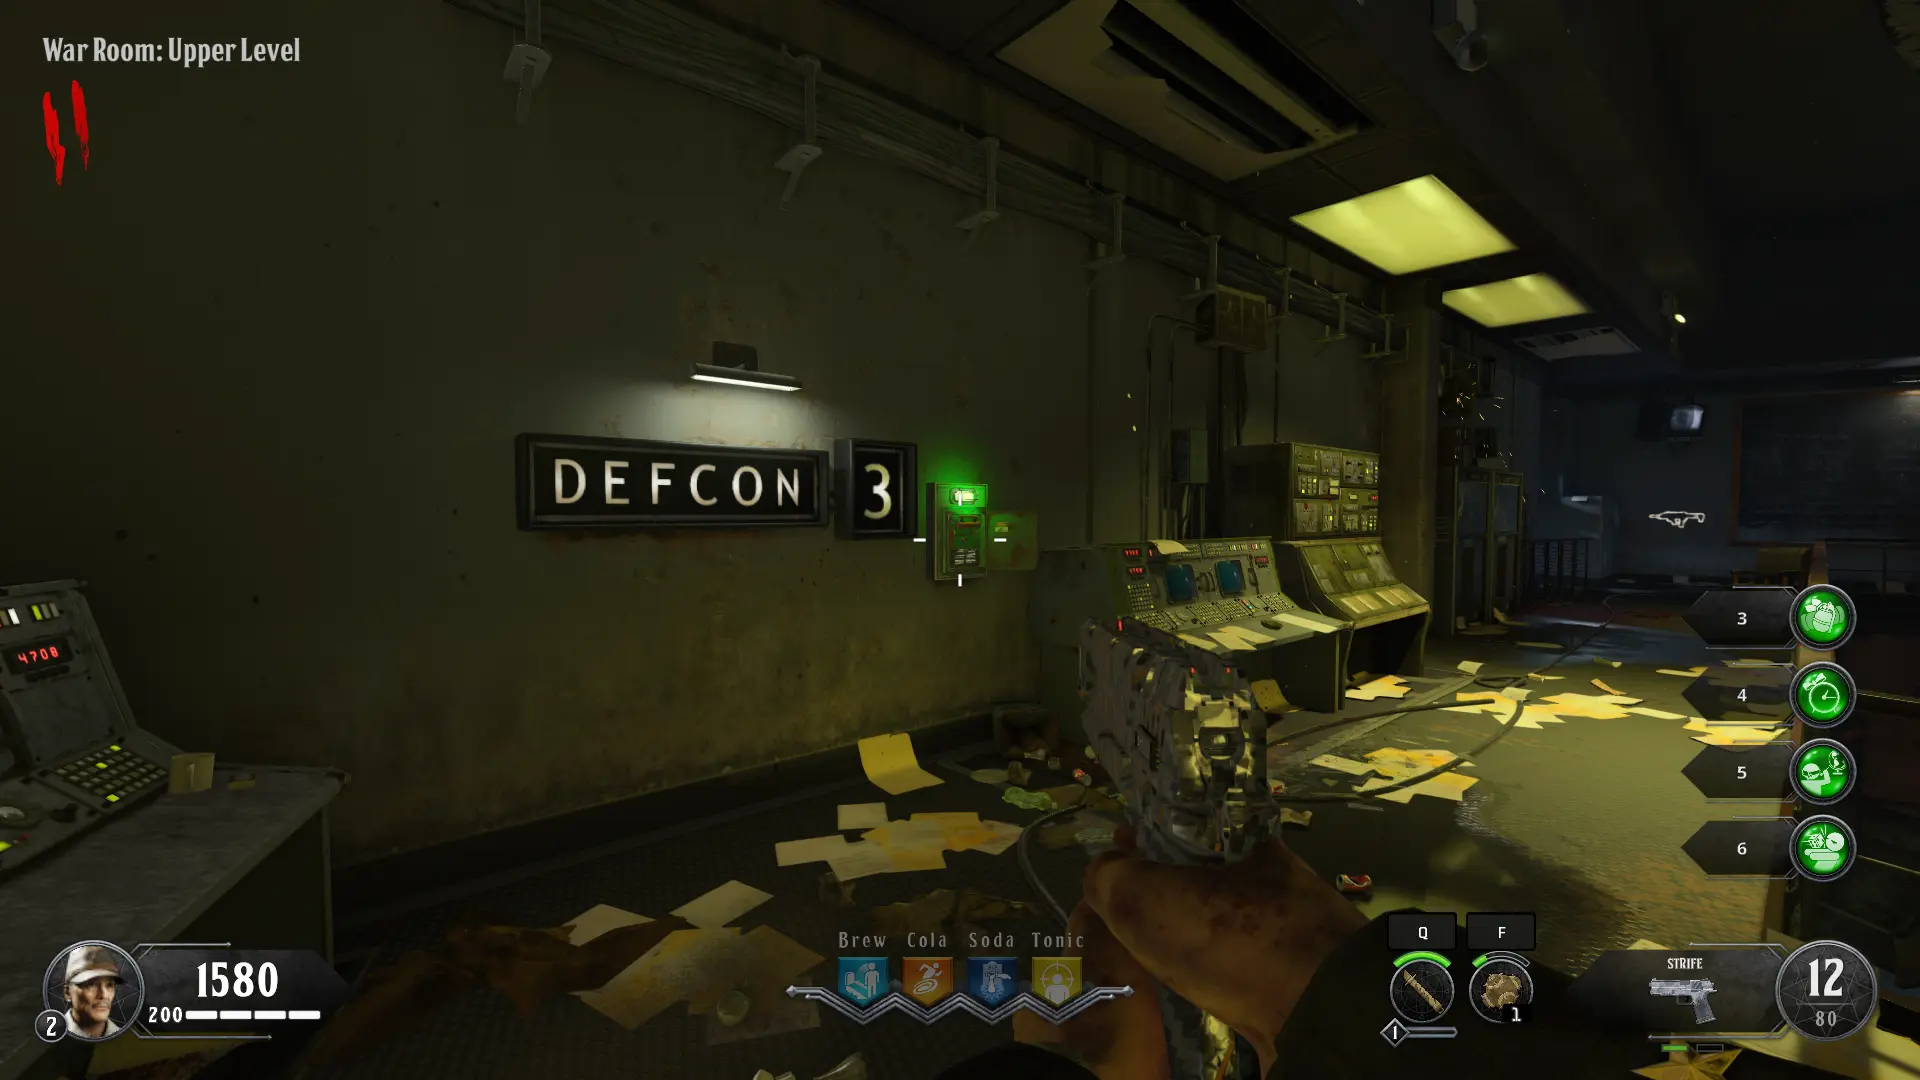 War Room: Upper Level
DEFCON 3
4708
3
4
5
6
Brew Cola Soda Tonic
Q F
1580
200
2
1
1
STRIFE
12
80